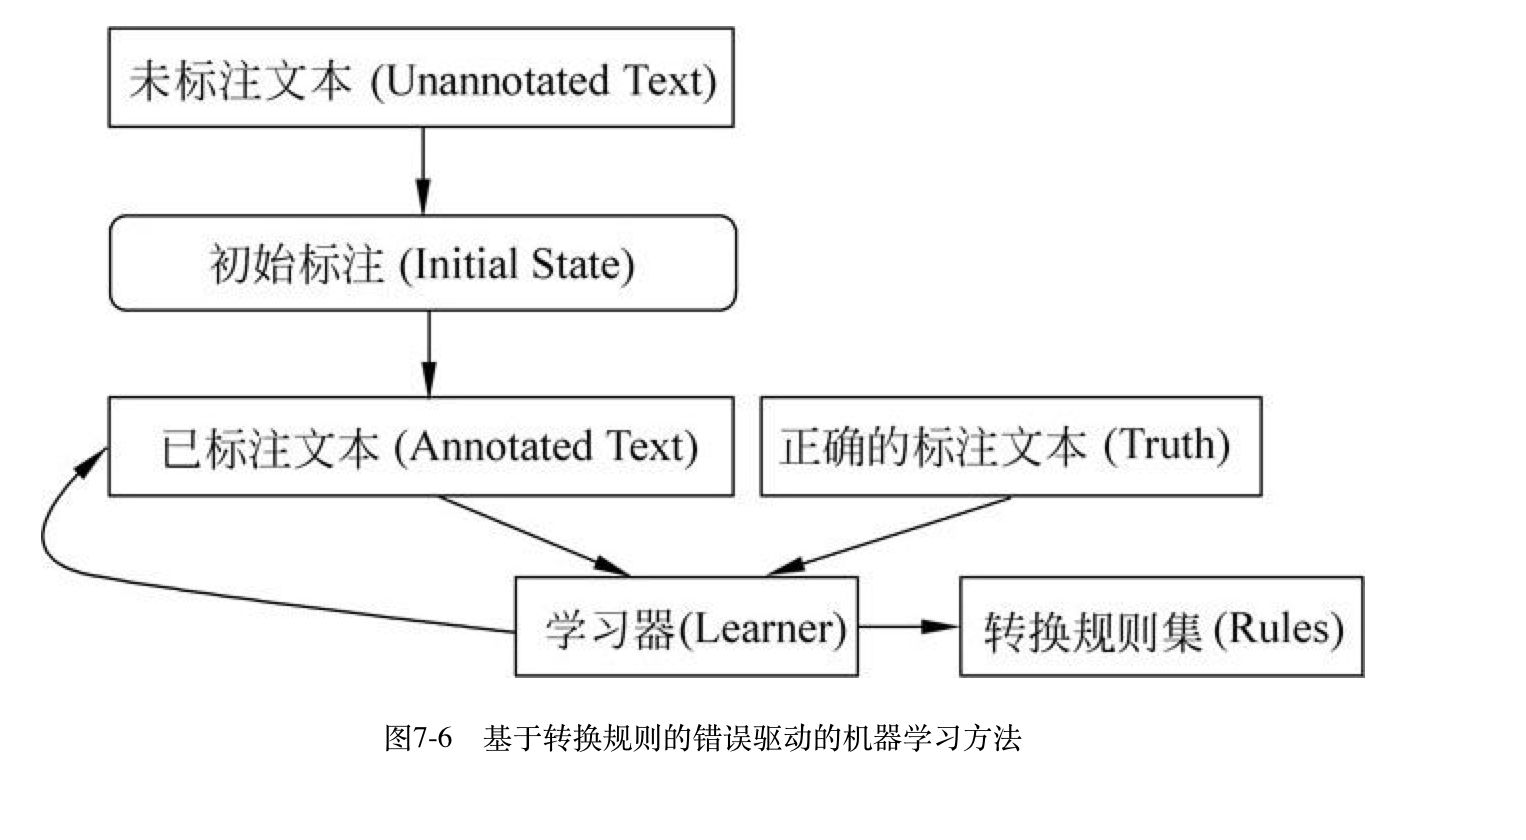 未标注文本 (Unannotated Text)
初始标注 (Initial State)
已标注文本 (Annotated Text)
正确的标注文本 (Truth)
学习器(Learner)
转换规则集 (Rules)
图7-6 基于转换规则的错误驱动的机器学习方法